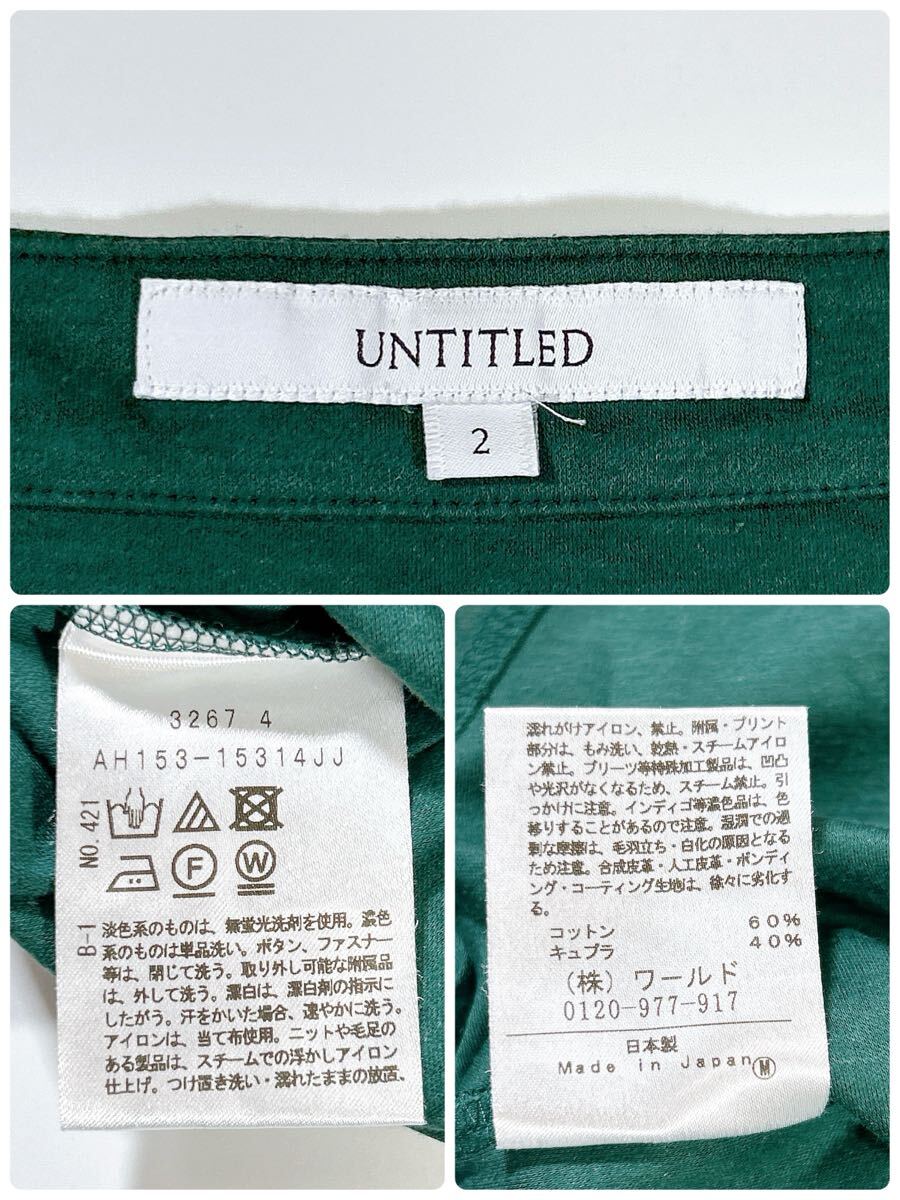 UNTITLED
2
3267 4
AH153-15314JJ
NO.421
F
W
B-1
淡色系のものは、無蛍光洗剤を使用。濃色
系のものは単品洗い。ボタン、ファスナー
等は、閉じて洗う。取り外し可能な附属品
は、外して洗う。漂白は、漂白剤の指示に
したがう。汗をかいた場合、速やかに洗う。
アイロンは、当て布使用。ニットや毛足の
ある製品は、スチームでの浮かしアイロン
仕上げ。つけ置き洗い・濡れたままの放置、
濡れがけアイロン、禁止。附属・プリント
部分は、もみ洗い、乾熱・スチームアイロ
ン禁止。プリーツ等特殊加工製品は、凹凸
や光沢がなくなるため、スチーム禁止。引
っかけに注意。インディゴ等濃色品は、色
移りすることがあるので注意。湿潤での過
剰な摩擦は、毛羽立ち・白化の原因となる
ため注意。合成皮革・人工皮革・ボンディ
ング・コーティング生地は、徐々に劣化す
る。
コットン 60%
キュプラ 40%
(株) ワールド
0120-977-917
日本製
Made in Japan M